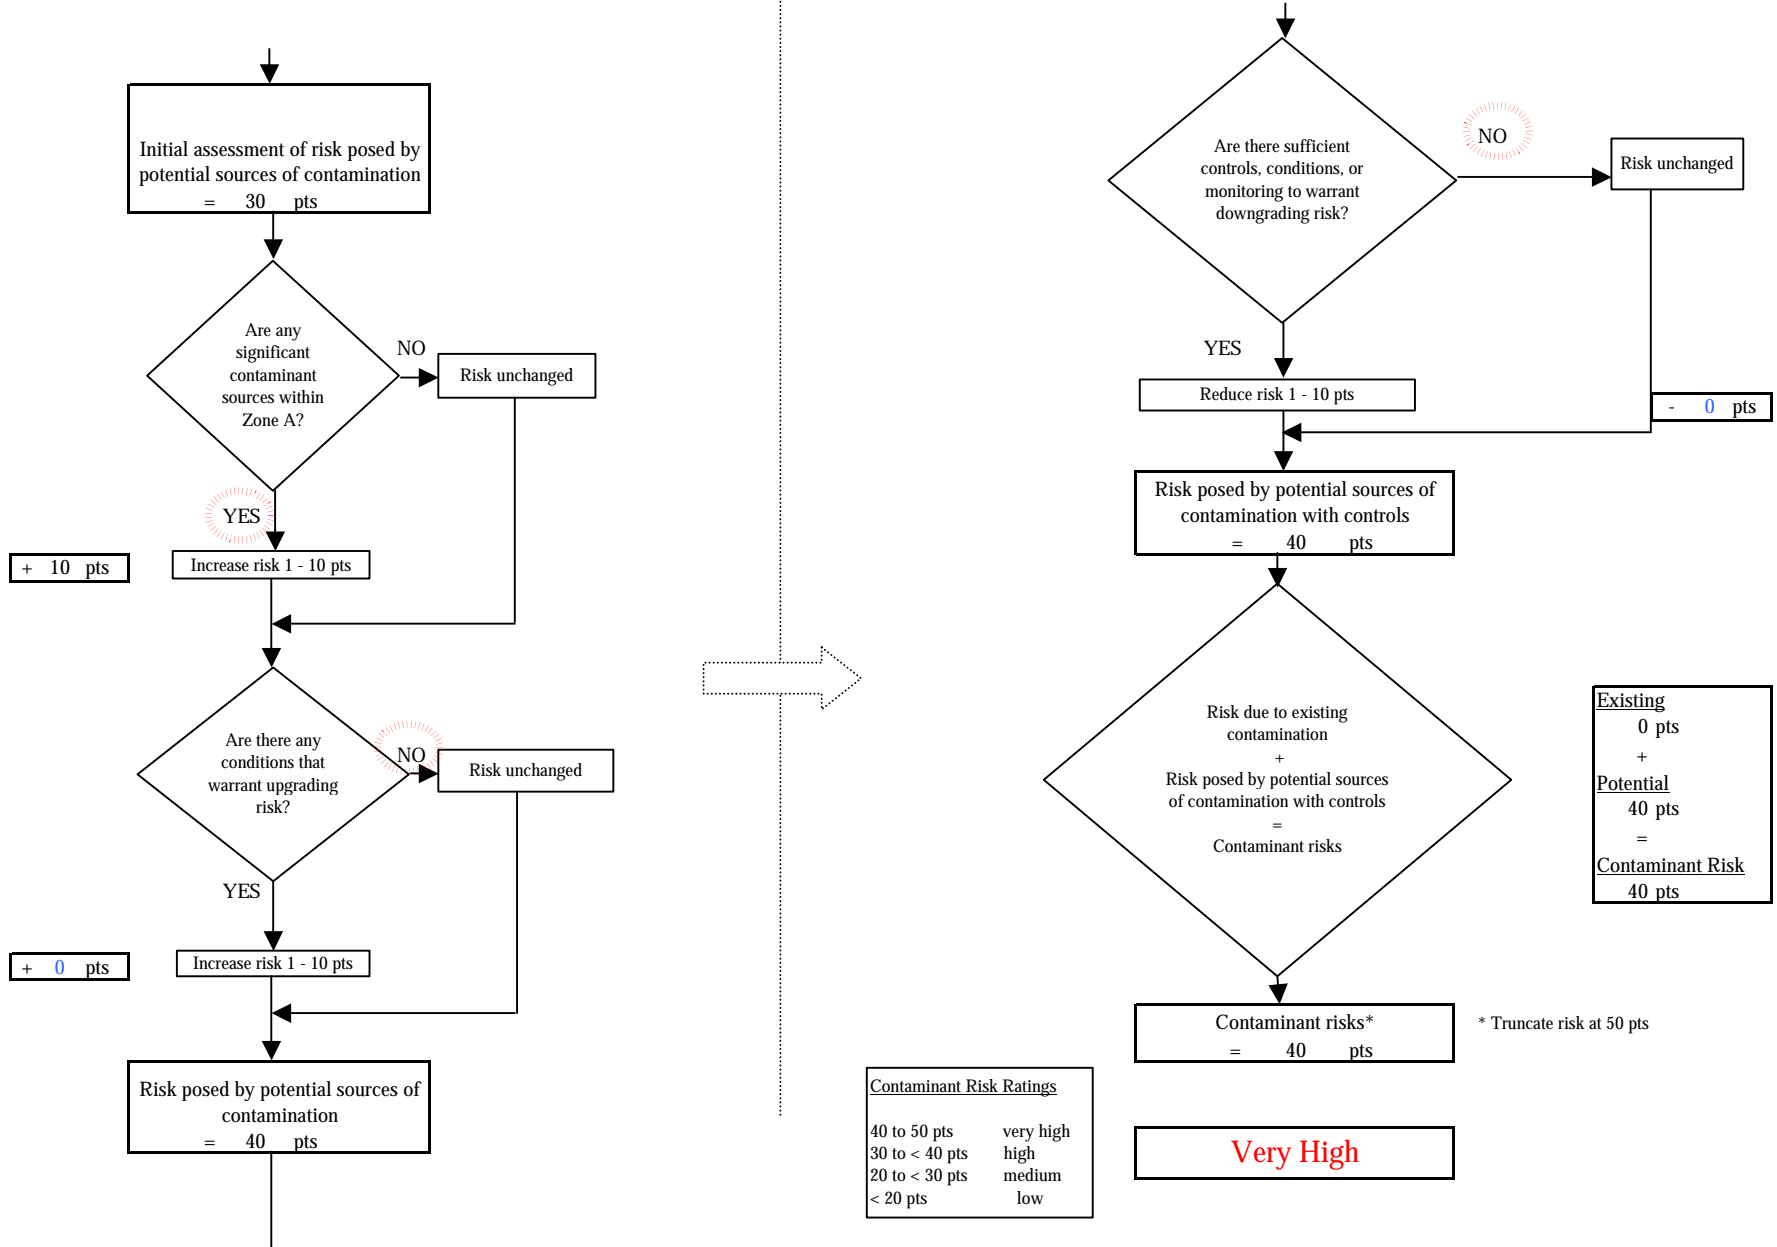 Initial assessment of risk posed by
potential sources of contamination
= 30 pts
Are any
significant
contaminant
sources within
Zone A?
NO
Risk unchanged
YES
+ 10 pts
Increase risk 1 - 10 pts
Are there any
conditions that
warrant upgrading
risk?
NO
Risk unchanged
YES
+ 0 pts
Increase risk 1 - 10 pts
Risk posed by potential sources of
contamination
= 40 pts
Are there sufficient
controls, conditions, or
monitoring to warrant
downgrading risk?
NO
Risk unchanged
YES
Reduce risk 1 - 10 pts
- 0 pts
Risk posed by potential sources of
contamination with controls
= 40 pts
Risk due to existing
contamination
+
Risk posed by potential sources
of contamination with controls
=
Contaminant risks
Existing
0 pts
+
Potential
40 pts
=
Contaminant Risk
40 pts
Contaminant risks*
= 40 pts
* Truncate risk at 50 pts
Contaminant Risk Ratings
40 to 50 pts very high
30 to < 40 pts high
20 to < 30 pts medium
< 20 pts low
Very High